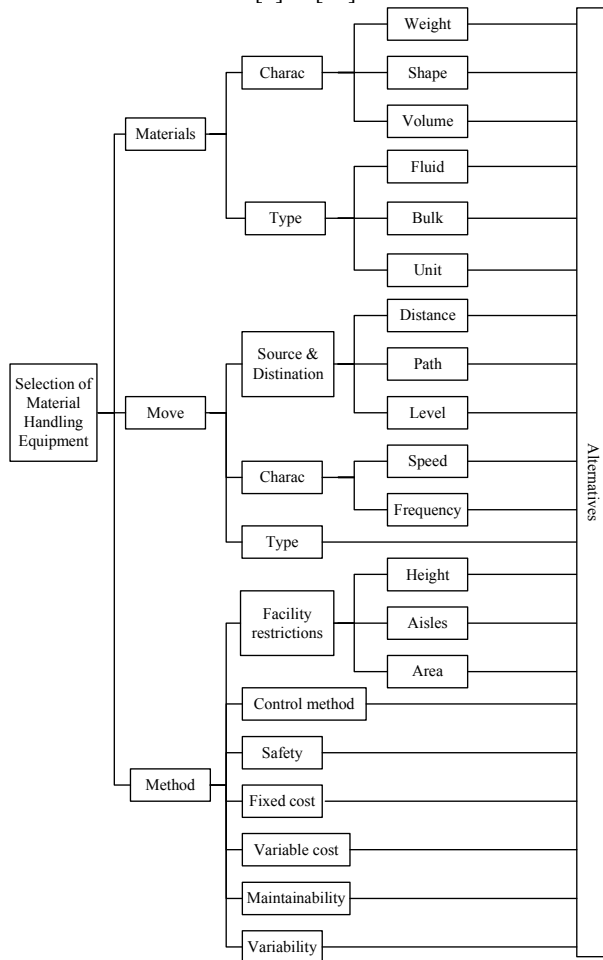 Weight
Charac
Shape
Volume
Materials
Fluid
Type
Bulk
Unit
Distance
Source &
Distination
Path
Selection of
Material
Handling
Equipment
Move
Level
Speed
Charac
Frequency
Type
Alternatives
Height
Facility
restrictions
Aisles
Area
Control method
Safety
Method
Fixed cost
Variable cost
Maintainability
Variability